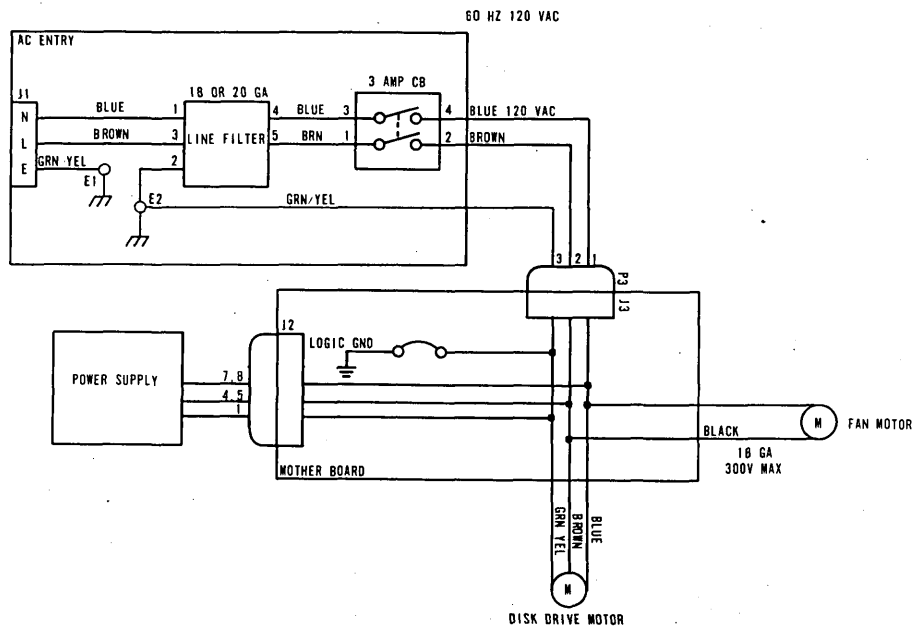 60 HZ 120 VAC
AC ENTRY
J1
N
L
E
BLUE
BROWN
GRN YEL
E1
1
3
2
18 OR 20 GA
LINE FILTER
4
5
BLUE
BRN
3 AMP CB
3
1
4
2
BLUE 120 VAC
BROWN
E2
GRN/YEL
3 2 1
P3
J3
J2
LOGIC GND
POWER SUPPLY
7,8
4,5
1
MOTHER BOARD
BLACK
18 GA
300V MAX
M
FAN MOTOR
GRN YEL
BROWN
BLUE
M
DISK DRIVE MOTOR